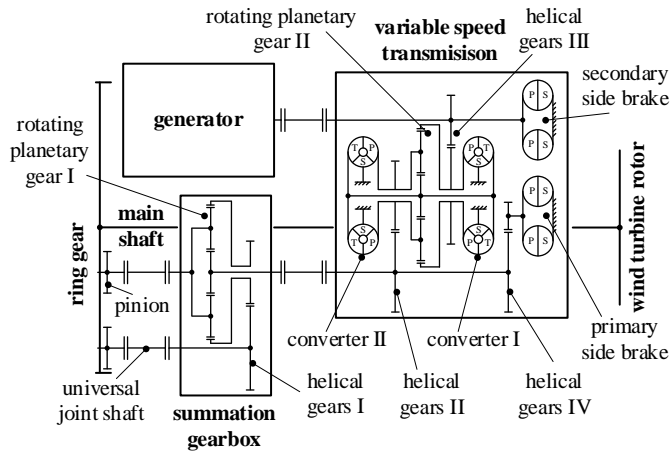 rotating planetary
gear II
variable speed
transmisison
helical
gears III
secondary
side brake
generator
rotating
planetary
gear I
P S
T P
S
T P
S
main
shaft
ring gear
wind turbine rotor
P S
S
T P
S
T P
pinion
universal
joint shaft
summation
gearbox
helical
gears I
converter II
helical
gears II
converter I
helical
gears IV
primary
side brake